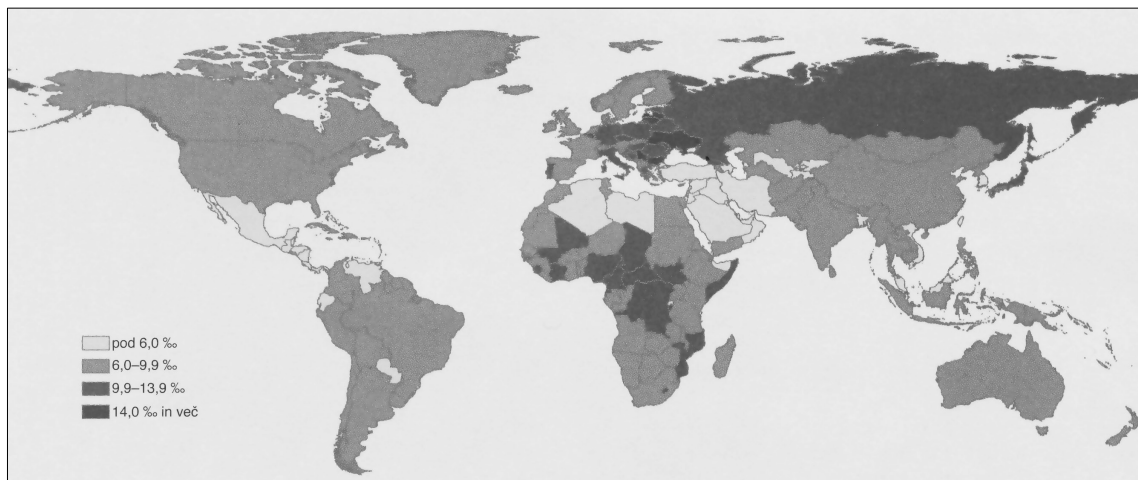 pod 6,0 ‰
6,0–9,9 ‰
9,9–13,9 ‰
14,0 ‰ in več